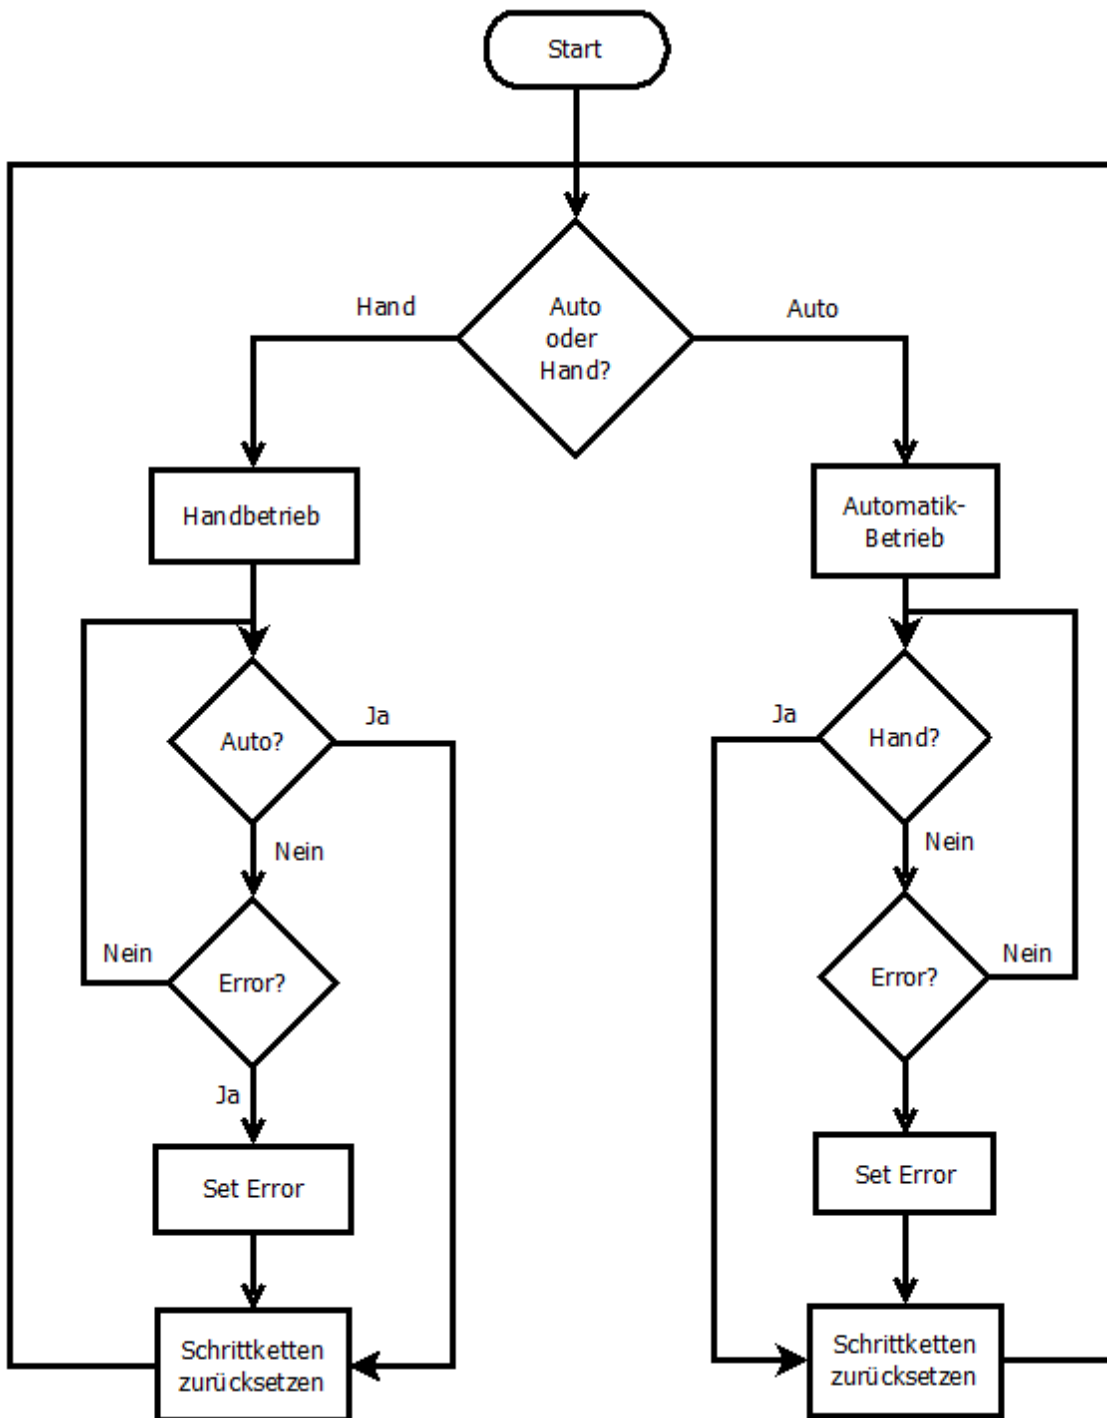 Start
Hand
Auto
Auto
oder
Hand?
Handbetrieb
Automatik-
Betrieb
Ja
Auto?
Nein
Nein
Error?
Ja
Set Error
Schrittketten
zurücksetzen
Ja
Hand?
Nein
Nein
Error?
Set Error
Schrittketten
zurücksetzen